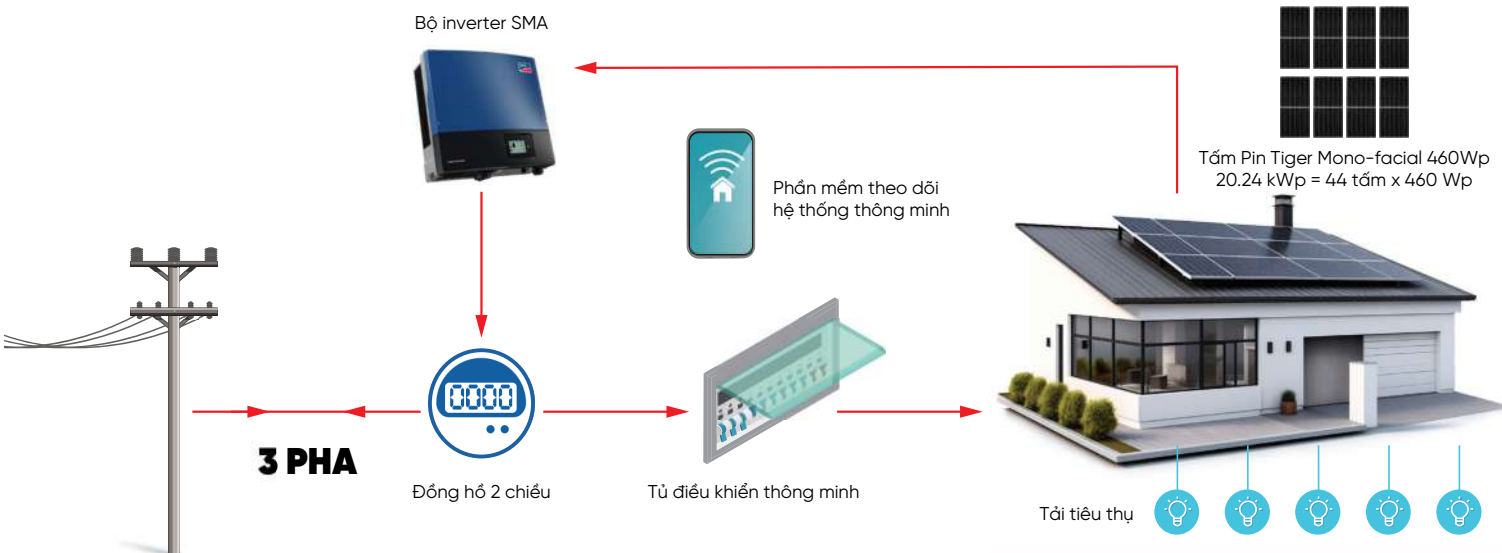 Bộ inverter SMA
Tấm Pin Tiger Mono-facial 460Wp
20.24 kWp = 44 tấm x 460 Wp
Phần mềm theo dõi
hệ thống thông minh
0000
3 PHA
Đồng hồ 2 chiều
Tủ điều khiển thông minh
Tải tiêu thụ